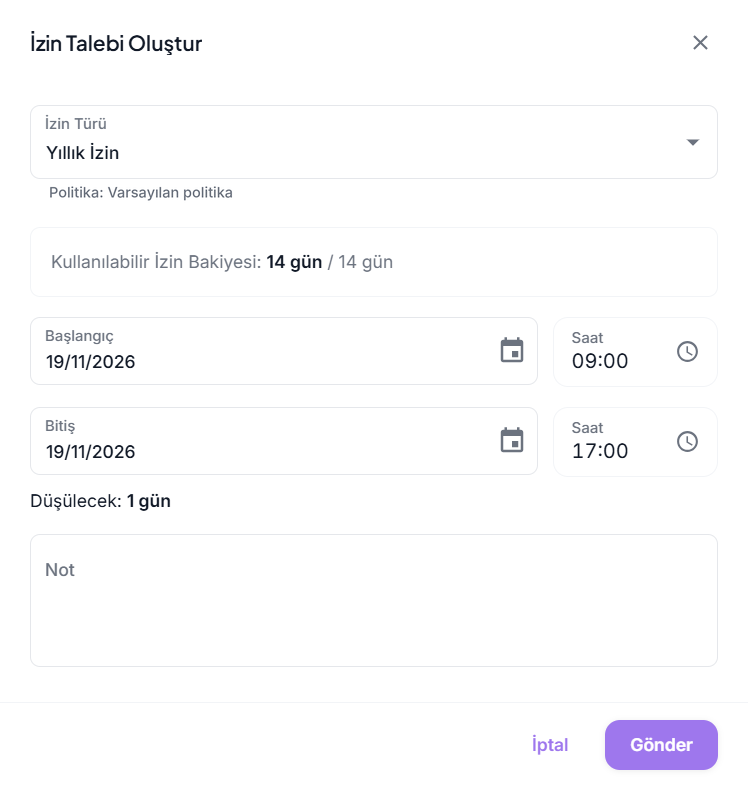 İzin Talebi Oluştur
İzin Türü
Yıllık İzin
Politika: Varsayılan politika
Kullanılabilir İzin Bakiyesi: 14 gün / 14 gün
Başlangıç
19/11/2026
Saat
09:00
Bitiş
19/11/2026
Saat
17:00
Düşülecek: 1 gün
Not
İptal
Gönder